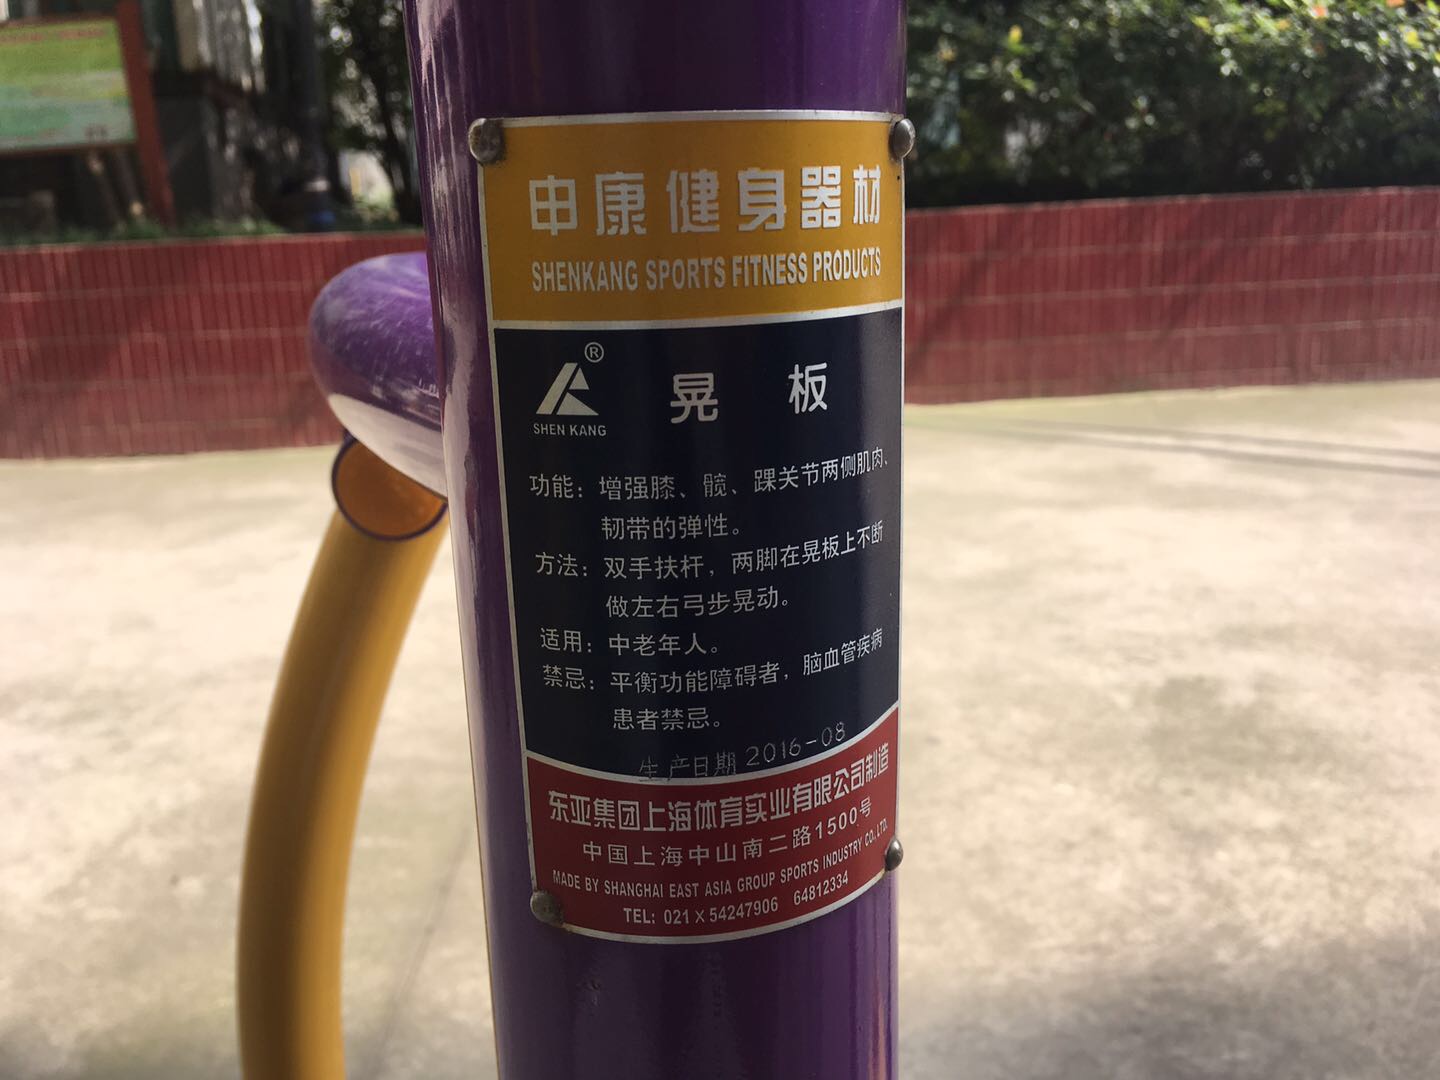 申康健身器材
SHENKANG SPORTS FITNESS PRODUCTS
®
SHEN KANG
晃 板
功能：增强膝、髋、踝关节两侧肌肉、
韧带的弹性。
方法：双手扶杆，两脚在晃板上不断
做左右弓步晃动。
适用：中老年人。
禁忌：平衡功能障碍者，脑血管疾病
患者禁忌。
生产日期 2016-08
东亚集团上海体育实业有限公司制造
中国上海中山南二路1500号
MADE BY SHANGHAI EAST ASIA GROUP SPORTS INDUSTRY CO.,LTD.
TEL: 021 X 54247906 64812334